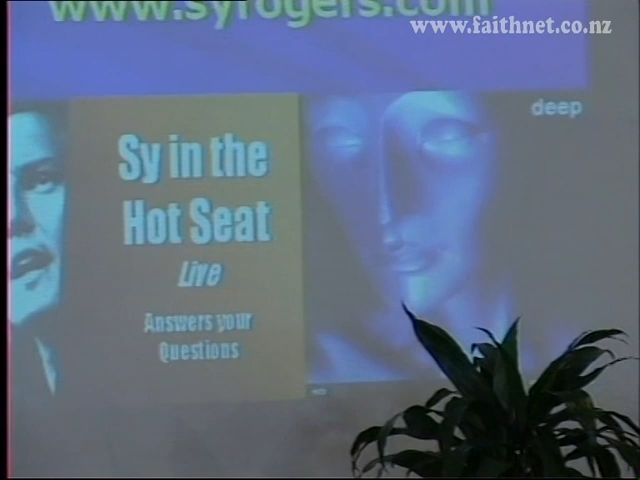 www.syrogers.com
www.faithnet.co.nz
deep
Sy in the
Hot Seat
Live
Answers your
Questions